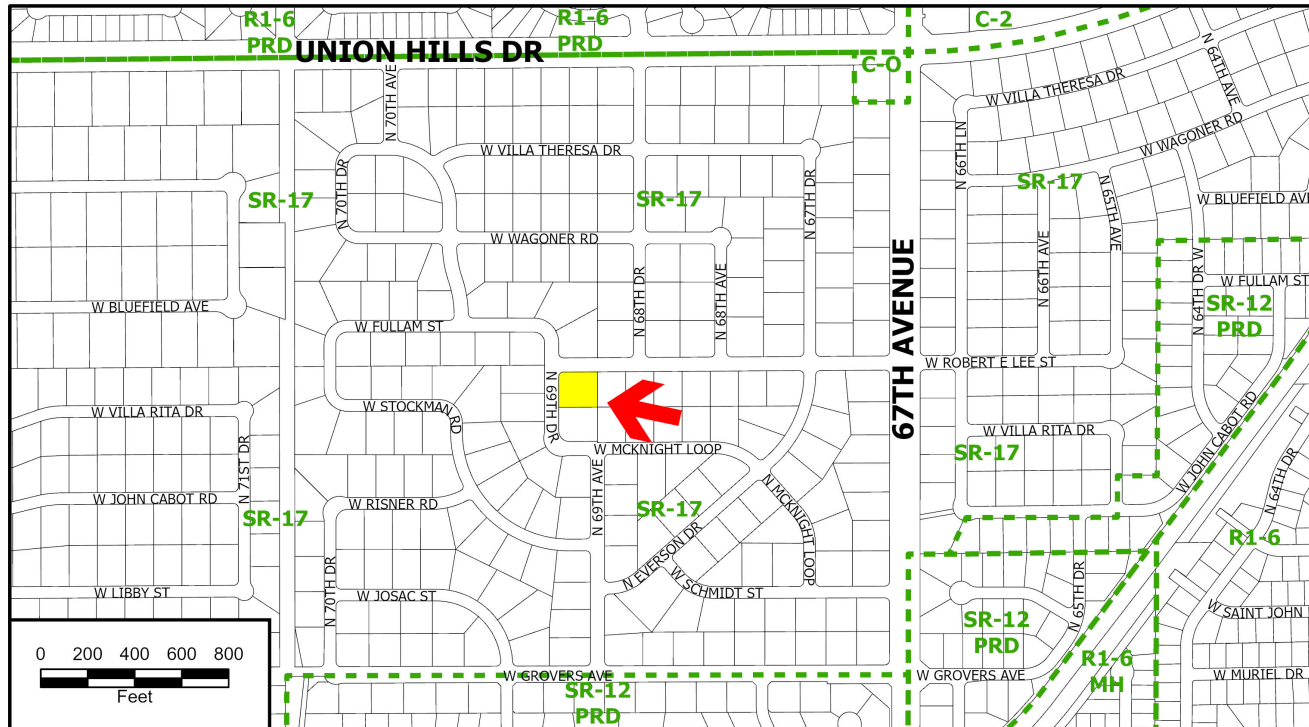 R1-6
PRD
R1-6
PRD
C-2
UNION HILLS DR
C-O
N 70TH AVE
N 64TH AVE
W VILLA THERESA DR
W VILLA THERESA DR
W WAGONER RD
N 66TH LN
N 70TH DR
N 67TH DR
SR-17
SR-17
SR-17
N 65TH AVE
W BLUEFIELD AVE
W WAGONER RD
67TH AVENUE
N 66TH AVE
N 64TH DR W
W FULLAM ST
N 68TH DR
N 68TH AVE
W BLUEFIELD AVE
SR-12
PRD
W FULLAM ST
W ROBERT E LEE ST
N 69TH DR
W STOCKMAN RD
W VILLA RITA DR
W VILLA RITA DR
W JOHN CABOT RD
N 71ST DR
W MCKNIGHT LOOP
SR-17
N 64TH DR
W JOHN CABOT RD
W RISNER RD
N 69TH AVE
N MCKNIGHT LOOP
SR-17
SR-17
R1-6
N EVERSON DR
W SCHMIDT ST
N 70TH DR
N 65TH DR
W LIBBY ST
W JOSAC ST
SR-12
PRD
W SAINT JOHN
W GROVERS AVE
W GROVERS AVE
R1-6
MH
W MURIEL DR
SR-12
PRD
0 200 400 600 800
Feet